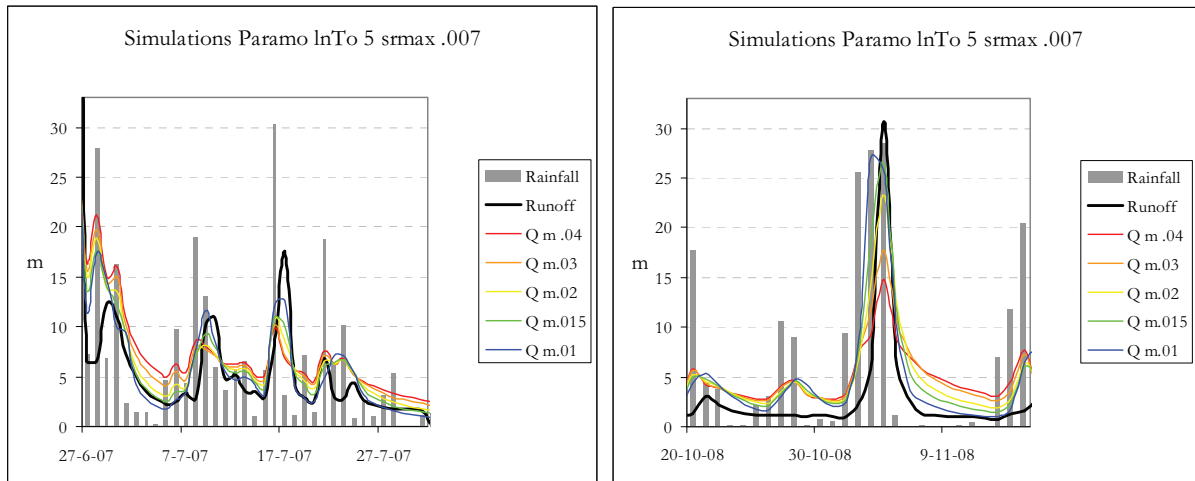 Simulations Paramo lnTo 5 srmax .007
30
25
20
15
10
5
0
m
27-6-07
7-7-07
17-7-07
27-7-07
Rainfall
Runoff
Q m .04
Q m.03
Q m.02
Q m.015
Q m.01
Simulations Paramo lnTo 5 srmax .007
30
25
20
15
10
5
0
m
20-10-08
30-10-08
9-11-08
Rainfall
Runoff
Q m .04
Q m.03
Q m.02
Q m.015
Q m.01